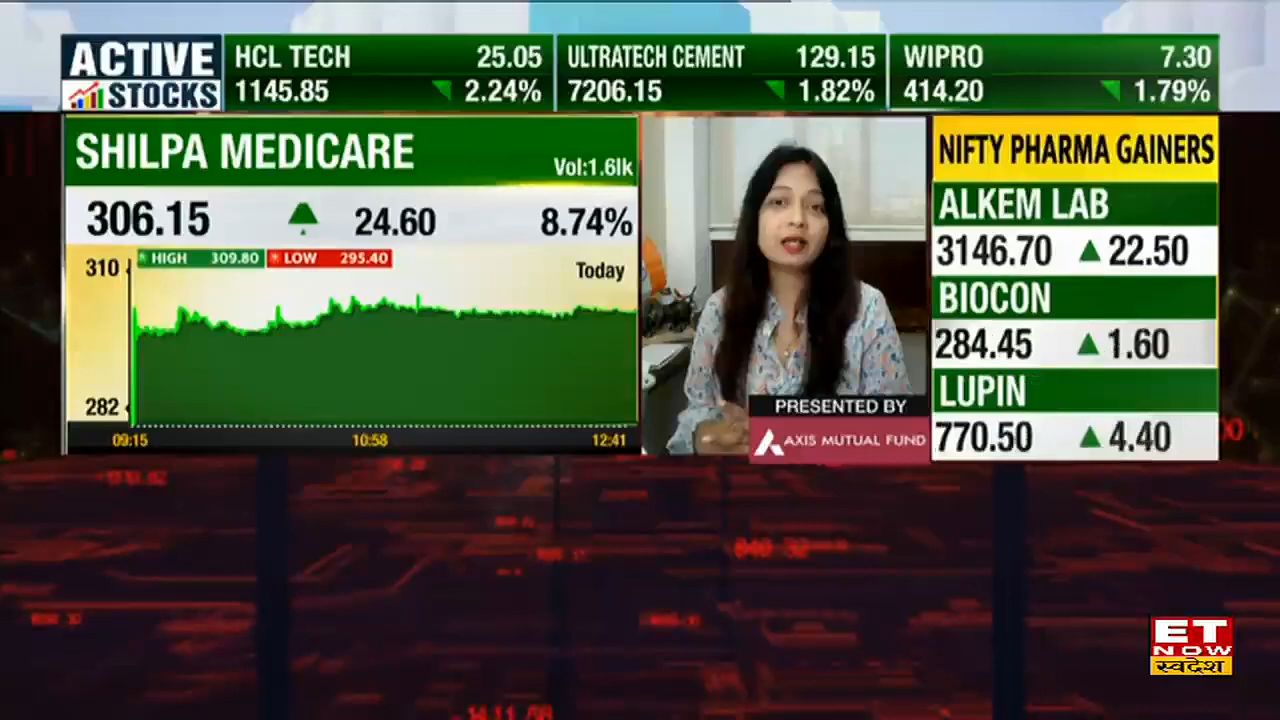 ACTIVE
STOCKS
HCL TECH 25.05
1145.85 2.24%
ULTRATECH CEMENT 129.15
7206.15 1.82%
WIPRO 7.30
414.20 1.79%
SHILPA MEDICARE
Vol:1.6lk
306.15 24.60 8.74%
HIGH 309.80 LOW 295.40
Today
310
282
09:15 10:58 12:41
PRESENTED BY
AXIS MUTUAL FUND
NIFTY PHARMA GAINERS
ALKEM LAB
3146.70 22.50
BIOCON
284.45 1.60
LUPIN
770.50 4.40
ET
NOW
स्वदेश